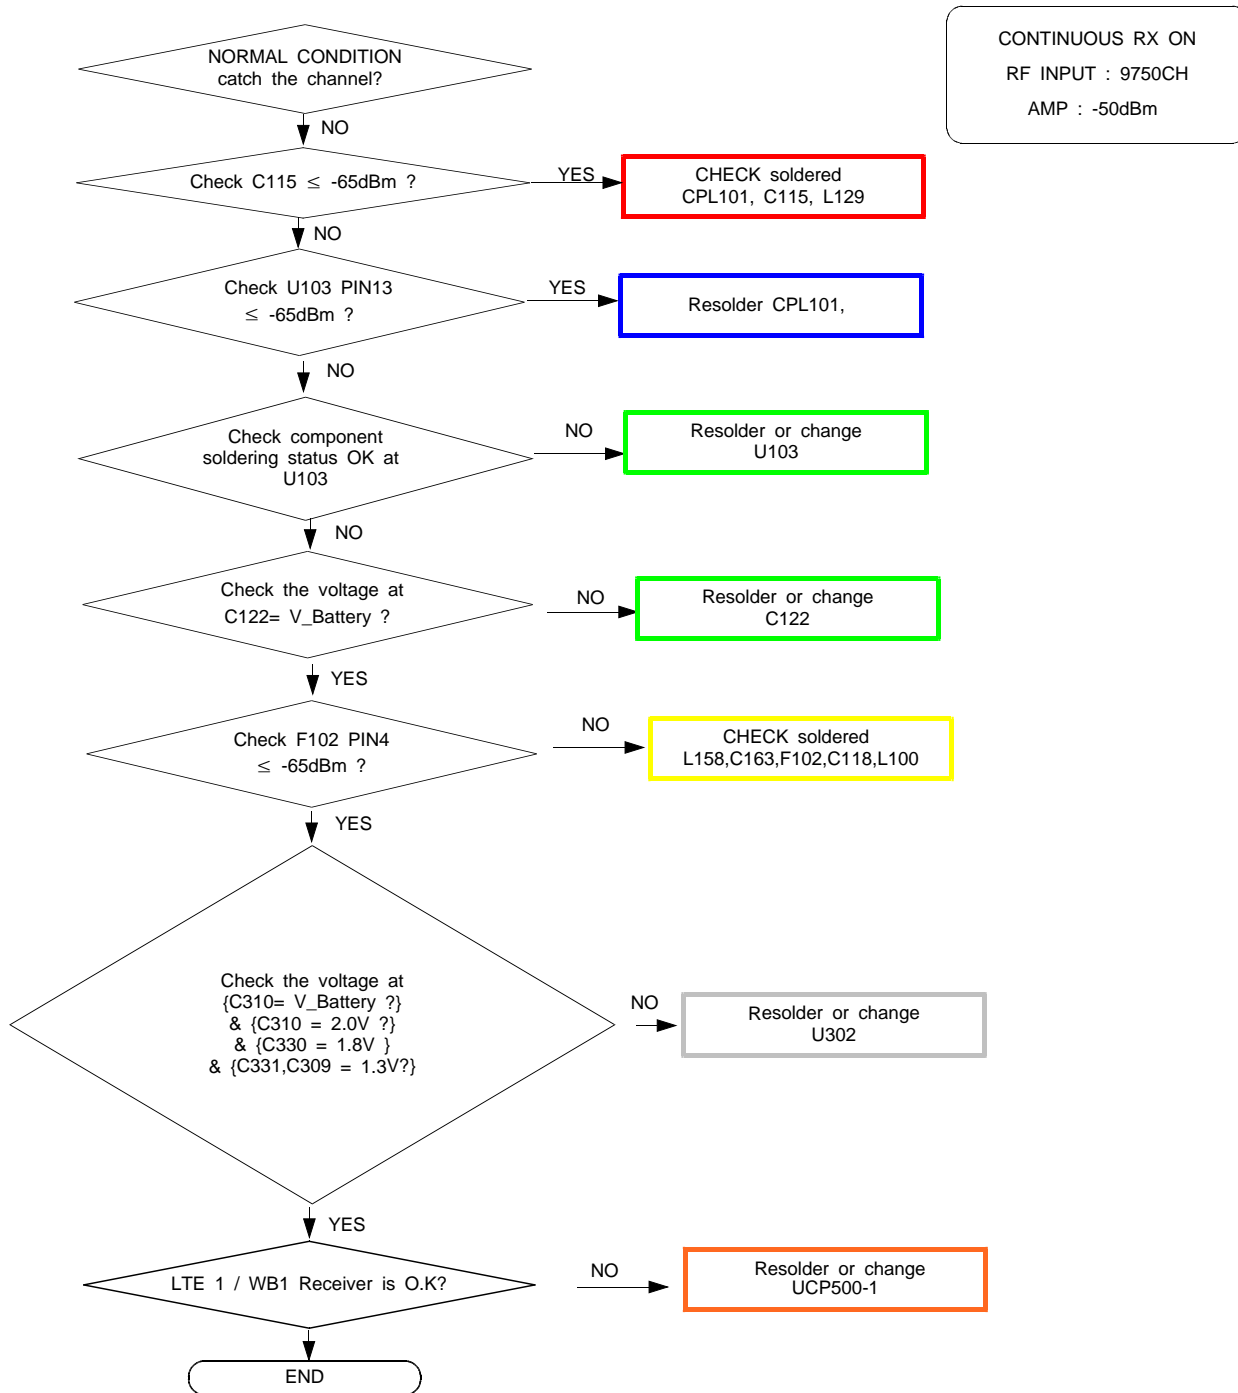 CONTINUOUS RX ON
RF INPUT : 9750CH
AMP : -50dBm
NORMAL CONDITION
catch the channel?
NO
Check C115 ≤ -65dBm ?
YES
CHECK soldered
CPL101, C115, L129
NO
Check U103 PIN13
≤ -65dBm ?
YES
Resolder CPL101,
NO
Check component
soldering status OK at
U103
NO
Resolder or change
U103
NO
Check the voltage at
C122= V_Battery ?
NO
Resolder or change
C122
YES
Check F102 PIN4
≤ -65dBm ?
NO
CHECK soldered
L158,C163,F102,C118,L100
YES
Check the voltage at
{C310= V_Battery ?}
& {C310 = 2.0V ?}
& {C330 = 1.8V }
& {C331,C309 = 1.3V?}
NO
Resolder or change
U302
YES
LTE 1 / WB1 Receiver is O.K?
NO
Resolder or change
UCP500-1
END